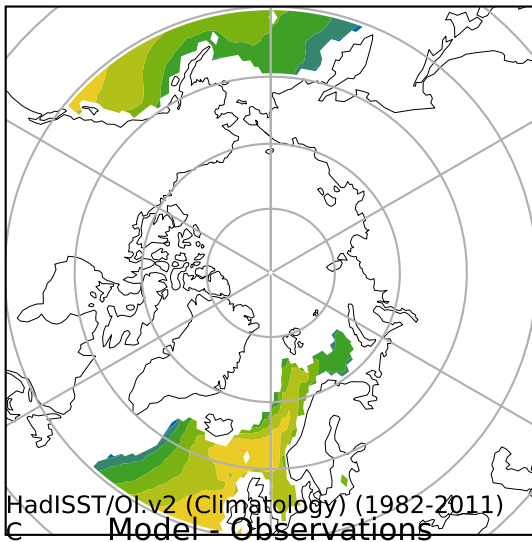 HadISST/OI.v2 (Climatology) (1982-2011)
C Model - Observations